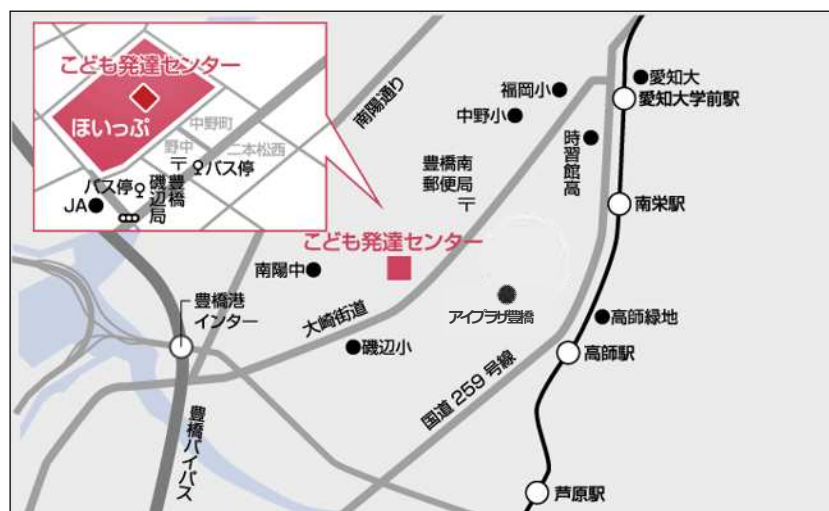 こども発達センター
ほいっぷ
中野町
野中
二本松西
〒
バス停
バス停
豊橋
磯辺局
JA
南陽通り
福岡小
愛知大
中野小
愛知大学前駅
時習館高
豊橋南
郵便局
〒
南栄駅
こども発達センター
南陽中
豊橋港
インター
大崎街道
アイプラザ豊橋
高師緑地
磯辺小
高師駅
国道259号線
豊橋バイパス
芦原駅